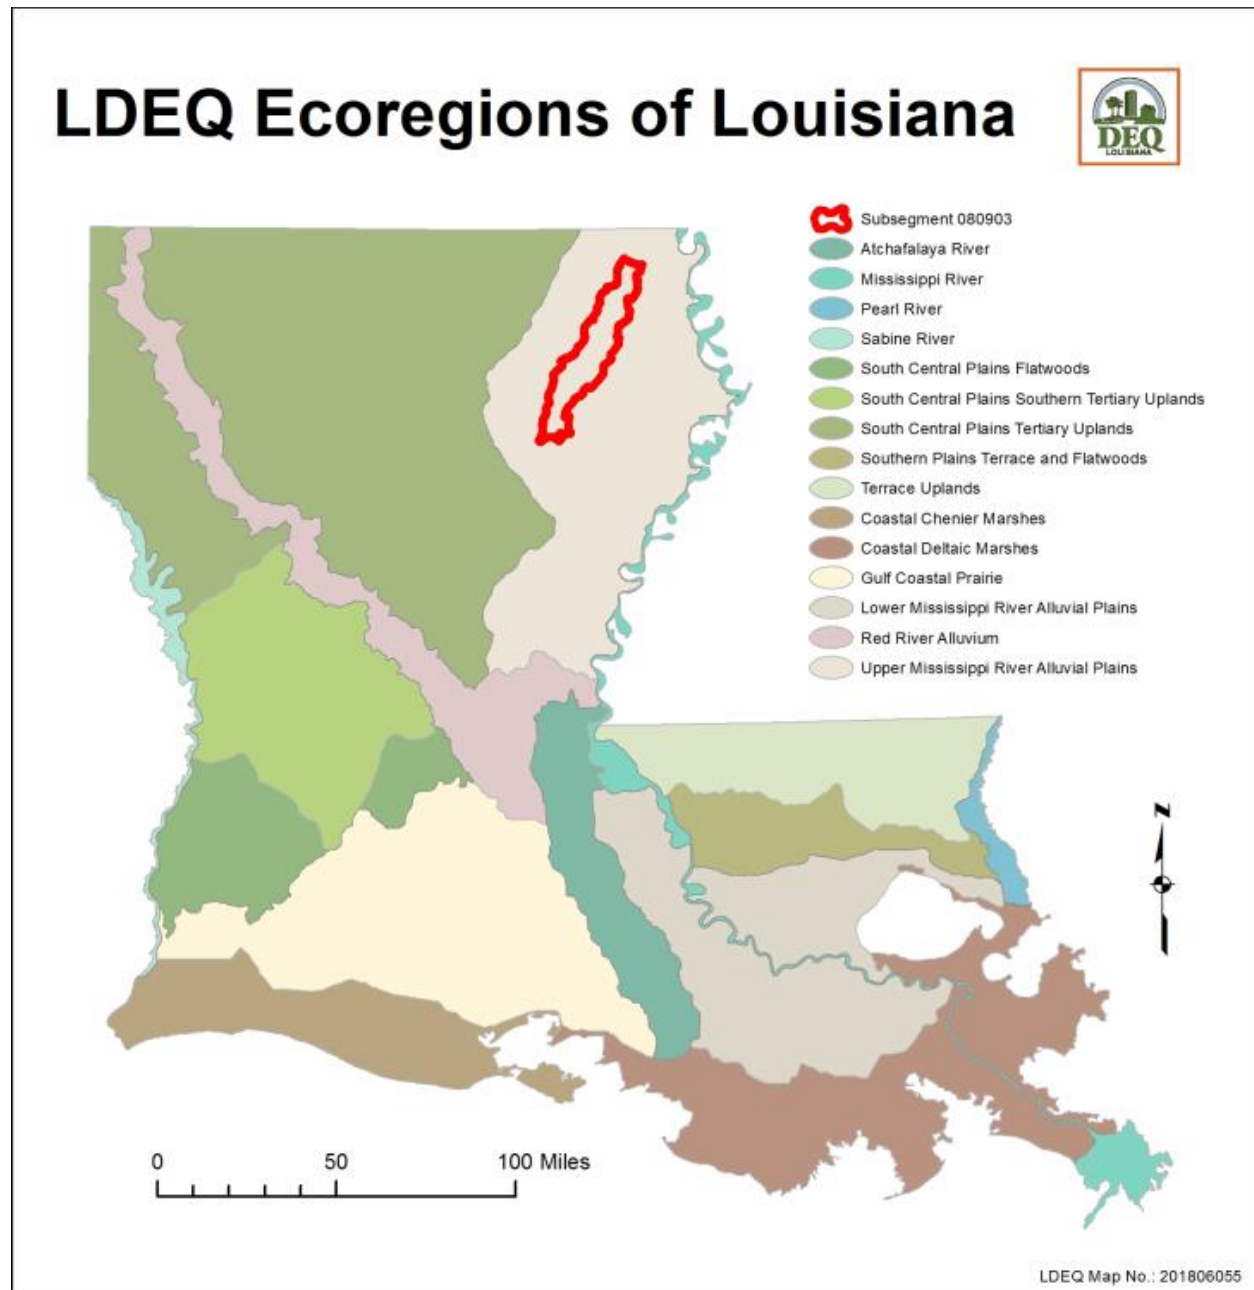 LDEQ Ecoregions of Louisiana
DEQ
LOUISIANA
Subsegment 080903
Atchafalaya River
Mississippi River
Pearl River
Sabine River
South Central Plains Flatwoods
South Central Plains Southern Tertiary Uplands
South Central Plains Tertiary Uplands
Southern Plains Terrace and Flatwoods
Terrace Uplands
Coastal Chenier Marshes
Coastal Deltaic Marshes
Gulf Coastal Prairie
Lower Mississippi River Alluvial Plains
Red River Alluvium
Upper Mississippi River Alluvial Plains
N
0 50 100 Miles
LDEQ Map No.: 201806055